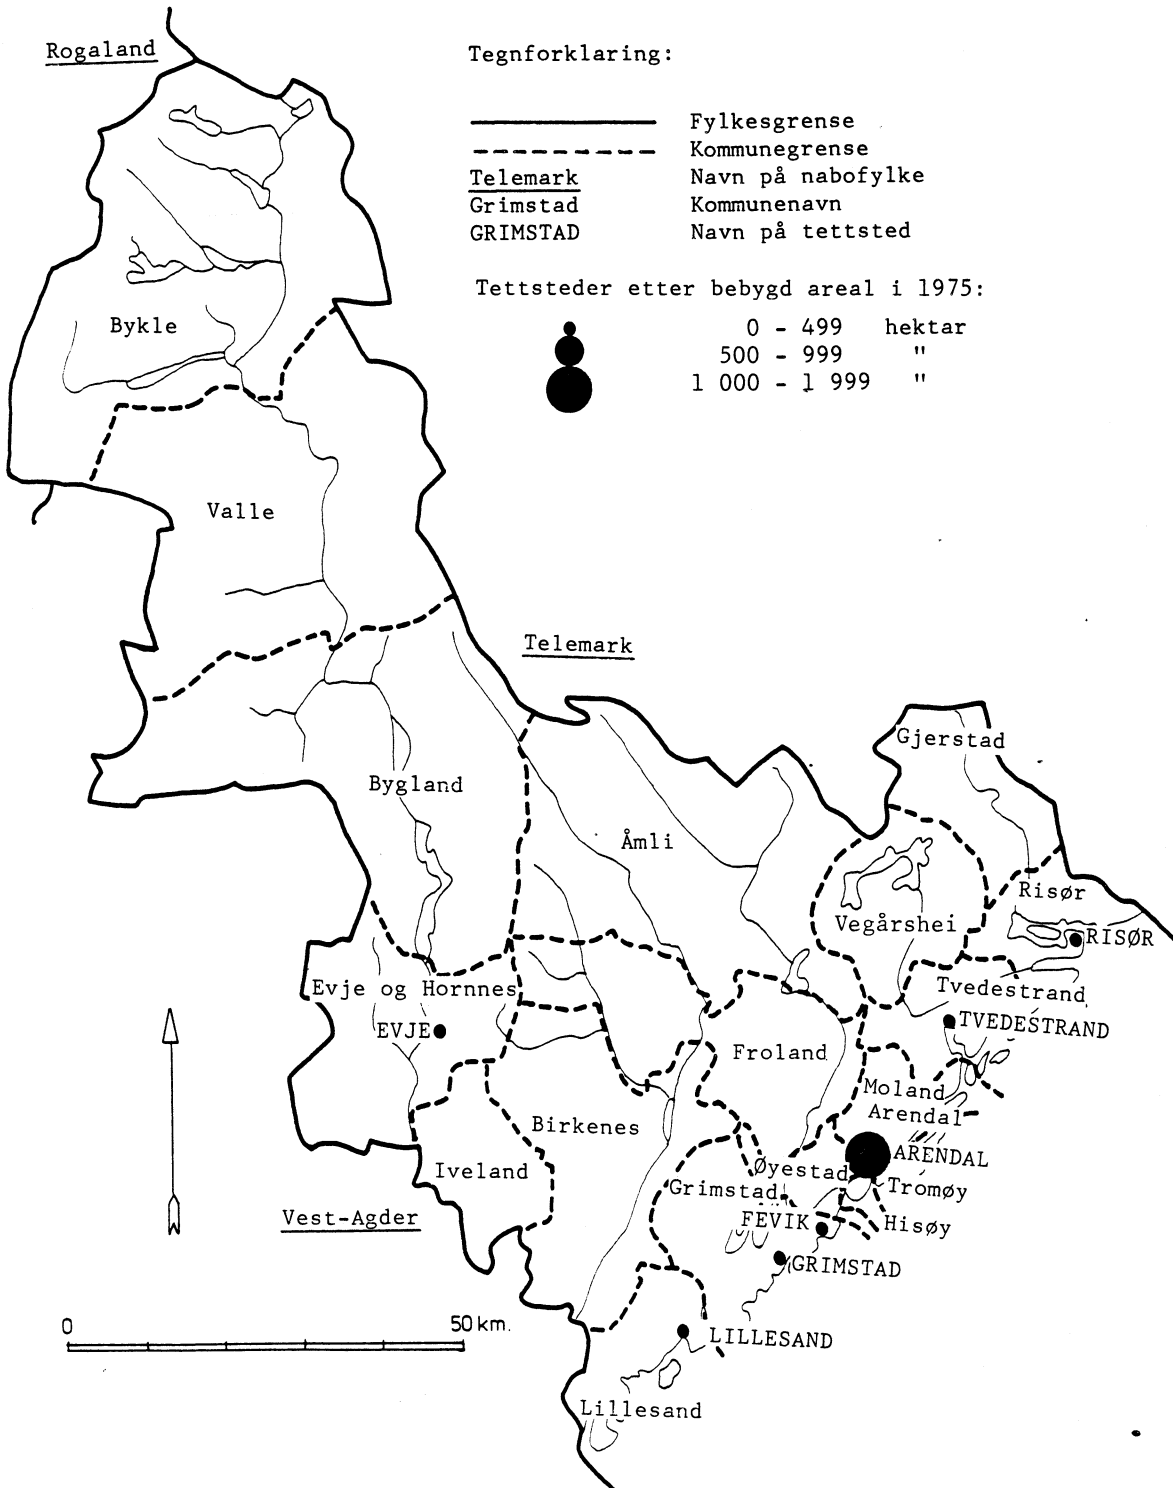 Rogaland
Tegnforklaring:
Fylkesgrense
Kommunegrense
Telemark Navn på nabofylke
Grimstad Kommunenavn
GRIMSTAD Navn på tettsted
Tettsteder etter bebygd areal i 1975:
0 - 499 hektar
500 - 999 "
1 000 - 1 999 "
Bykle
Valle
Telemark
Gjerstad
Bygland
Åmli
Risør
Vegårshei
RISØR
Evje og Hornnes
Tvedestrand
EVJE
TVEDESTRAND
Froland
Moland
Arendal
Birkenes
ARENDAL
Iveland
Øyestad
Grimstad
Tromøy
Vest-Agder
FEVIK
Hisøy
GRIMSTAD
0 50 km.
LILLESAND
Lillesand